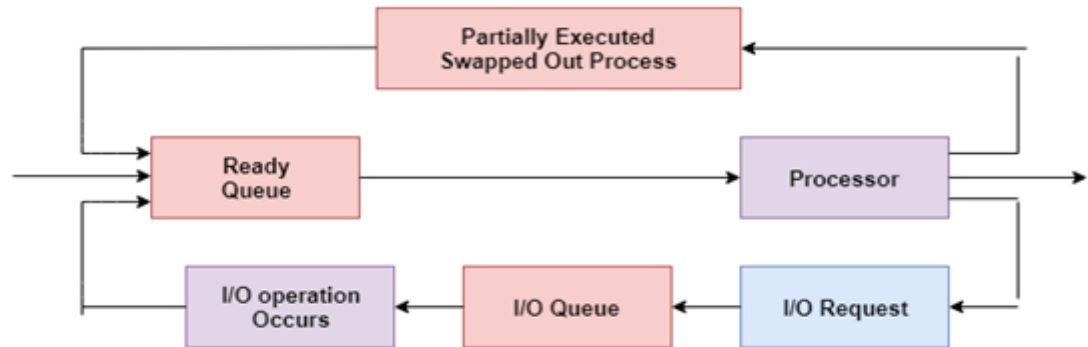 Partially Executed
Swapped Out Process
Ready
Queue
Processor
I/O operation
Occurs
I/O Queue
I/O Request